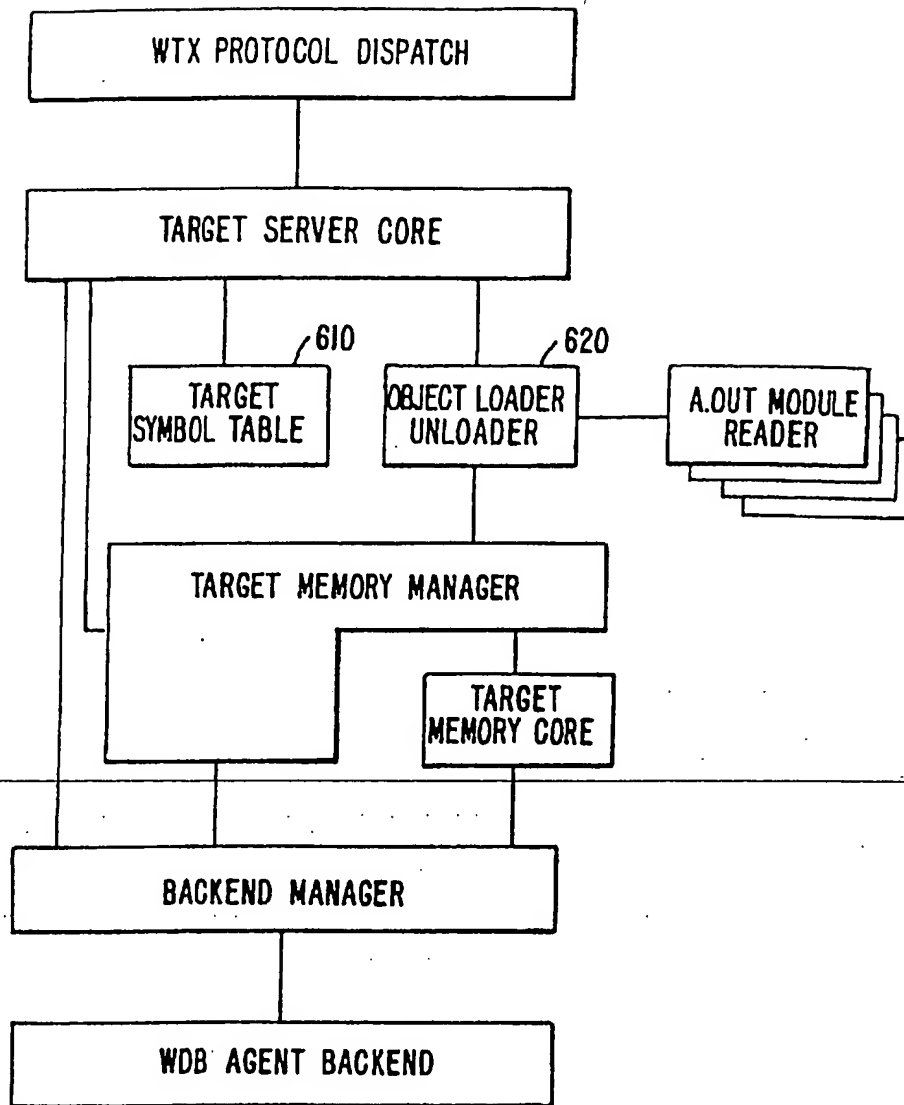 WTX PROTOCOL DISPATCH
TARGET SERVER CORE
610
620
TARGET
SYMBOL TABLE
OBJECT LOADER
UNLOADER
A.OUT MODULE
READER
TARGET MEMORY MANAGER
TARGET
MEMORY CORE
BACKEND MANAGER
WDB AGENT BACKEND